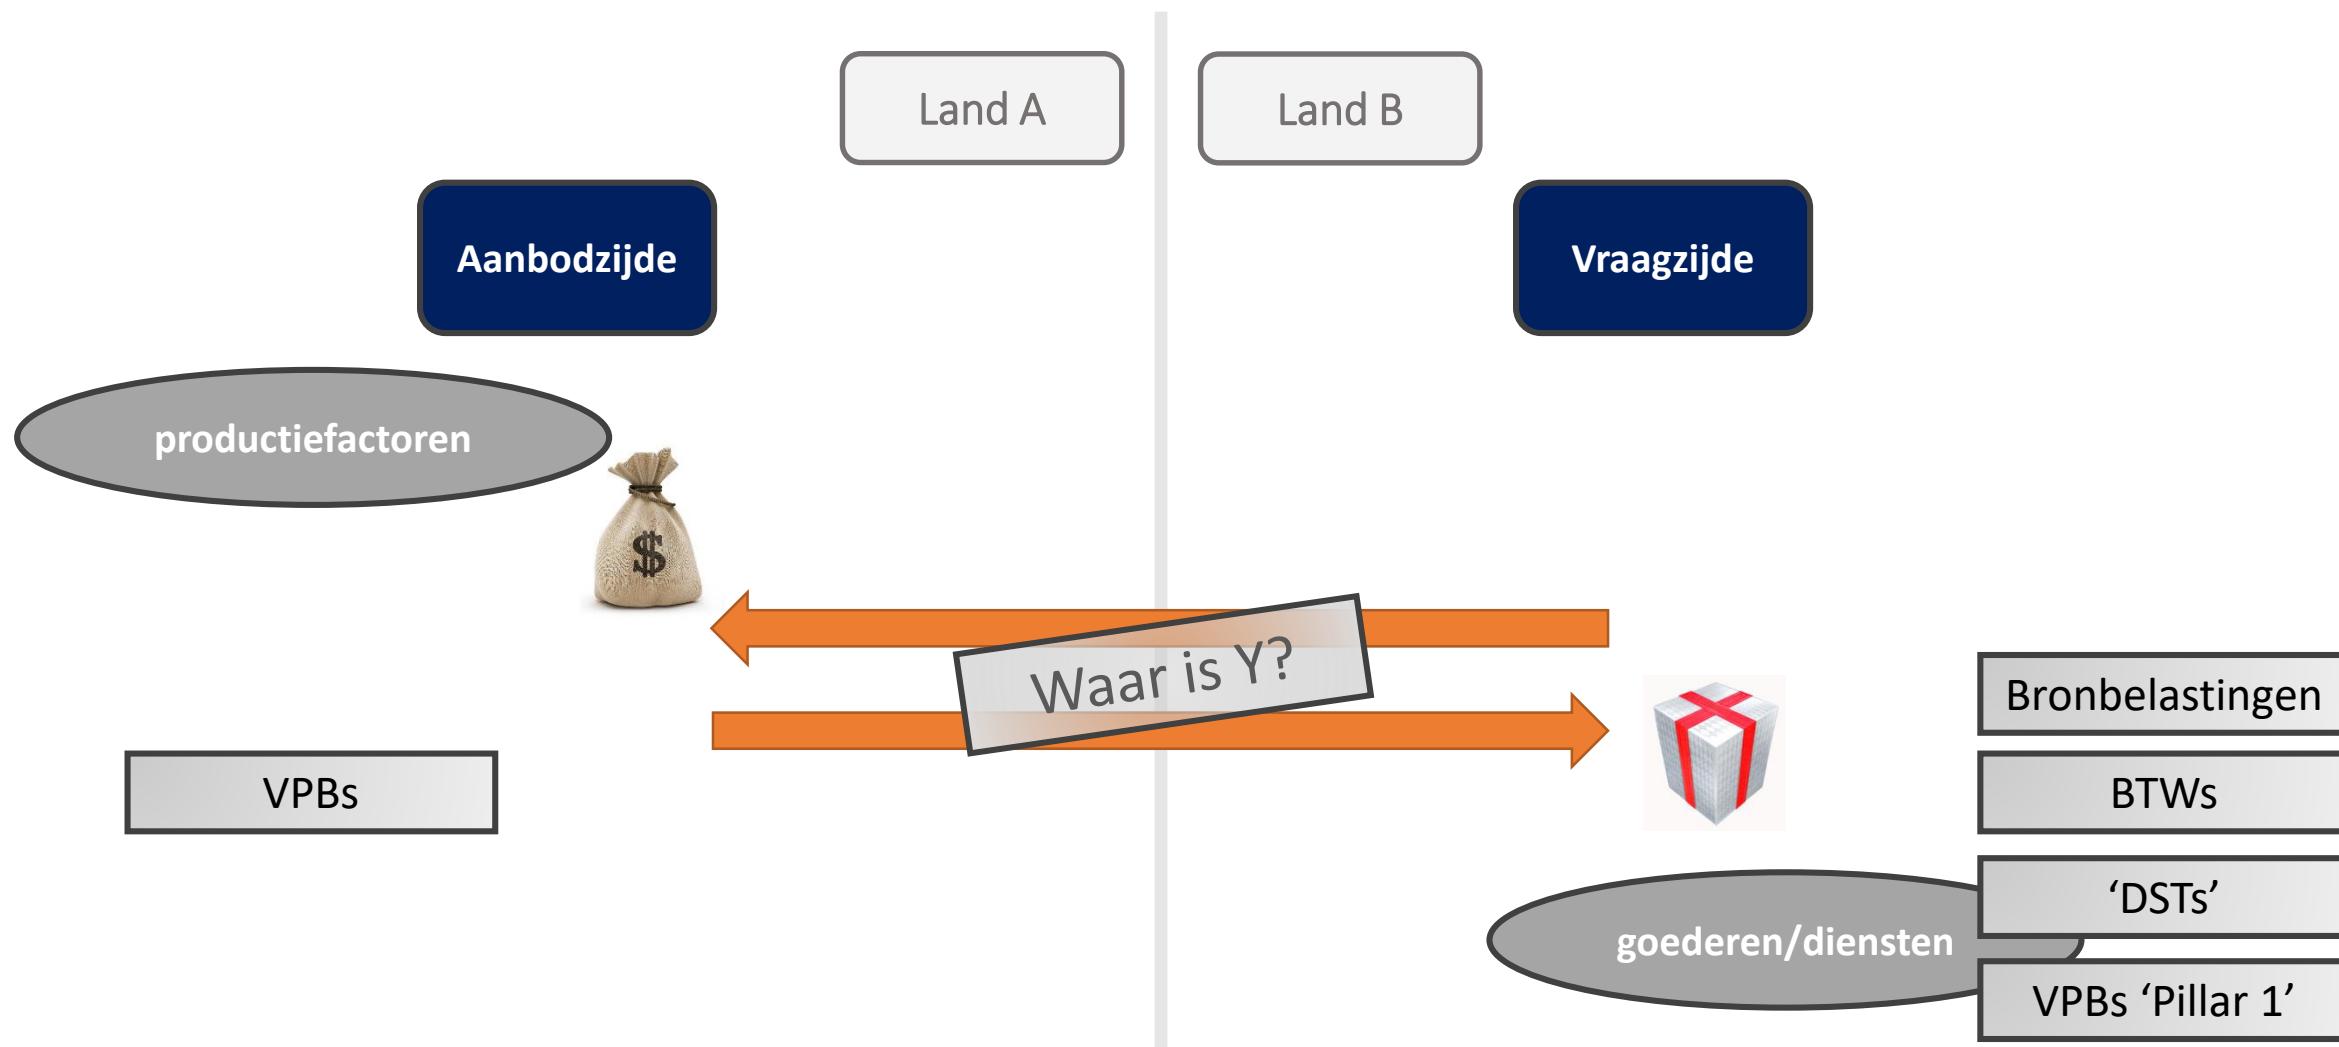 Land A
Land B
Aanbodzijde
Vraagzijde
productiefactoren
$
Waar is Y?
Bronbelastingen
VPBs
BTWs
‘DSTs’
goederen/diensten
VPBs ‘Pillar 1’